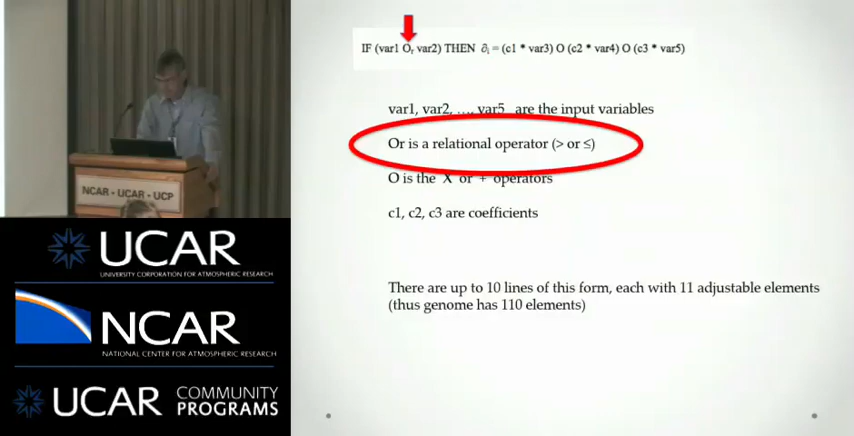 IF (var1 Or var2) THEN ôi = (c1 * var3) O (c2 * var4) O (c3 * var5)
var1, var2, …, var5 are the input variables
Or is a relational operator (> or ≤)
O is the X or + operators
c1, c2, c3 are coefficients
There are up to 10 lines of this form, each with 11 adjustable elements
(thus genome has 110 elements)
NCAR · UCAR · UCP
UCAR
UNIVERSITY CORPORATION FOR ATMOSPHERIC RESEARCH
NCAR
NATIONAL CENTER FOR ATMOSPHERIC RESEARCH
UCAR COMMUNITY
PROGRAMS